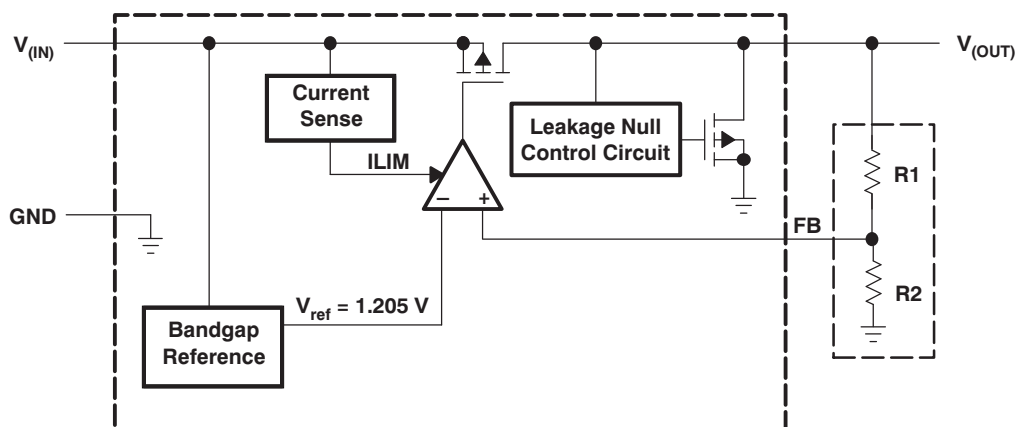 V(IN)
V(OUT)
Current
Sense
Leakage Null
Control Circuit
ILIM
R1
– +
GND
FB
R2
Vref = 1.205 V
Bandgap
Reference